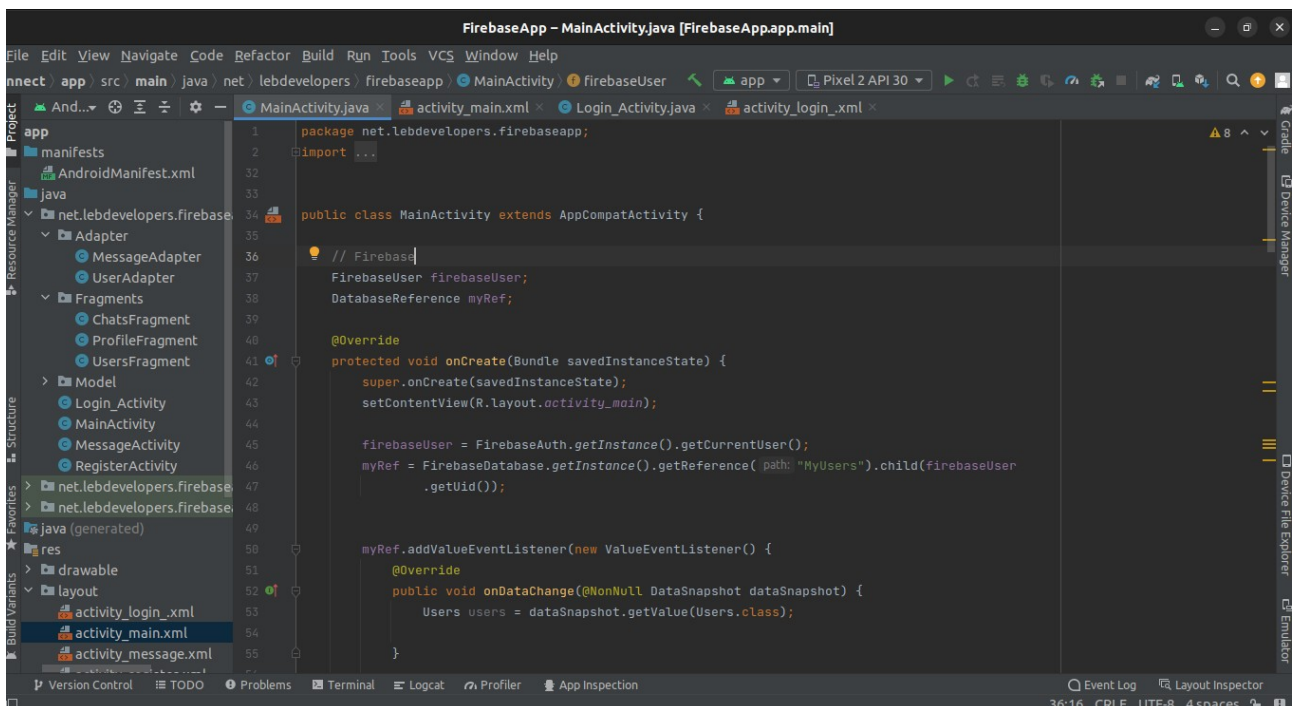 FirebaseApp – MainActivity.java [FirebaseApp.app.main]
File Edit View Navigate Code Refactor Build Run Tools VCS Window Help
nnect app src main java net lebdevelopers firebaseapp MainActivity firebaseUser app Pixel 2 API 30
And... MainActivity.java activity_main.xml Login_Activity.java activity_login_.xml
Project
Resource Manager
Structure
Favorites
Build Variants
app
manifests
AndroidManifest.xml
java
net.lebdevelopers.firebase
Adapter
MessageAdapter
UserAdapter
Fragments
ChatsFragment
ProfileFragment
UsersFragment
Model
Login_Activity
MainActivity
MessageActivity
RegisterActivity
net.lebdevelopers.firebase
net.lebdevelopers.firebase
java (generated)
res
drawable
layout
activity_login_.xml
activity_main.xml
activity_message.xml
1 package net.lebdevelopers.firebaseapp;
2 import ...
32
33
34 public class MainActivity extends AppCompatActivity {
35
36 // Firebase
37 FirebaseUser firebaseUser;
38 DatabaseReference myRef;
39
40 @Override
41 protected void onCreate(Bundle savedInstanceState) {
42 super.onCreate(savedInstanceState);
43 setContentView(R.layout.activity_main);
44
45 firebaseUser = FirebaseAuth.getInstance().getCurrentUser();
46 myRef = FirebaseDatabase.getInstance().getReference( path: "MyUsers").child(firebaseUser
47 .getUid());
48
49
50 myRef.addValueEventListener(new ValueEventListener() {
51 @Override
52 public void onDataChange(@NonNull DataSnapshot dataSnapshot) {
53 Users users = dataSnapshot.getValue(Users.class);
54
55 }
8
Gradle
Device Manager
Device File Explorer
Emulator
Version Control TODO Problems Terminal Logcat Profiler App Inspection Event Log Layout Inspector
36:16 CRLF UTF-8 4 spaces